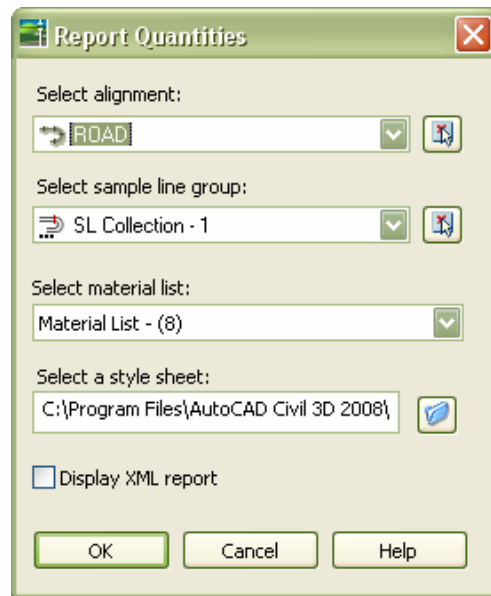 Report Quantities
Select alignment:
ROAD
Select sample line group:
SL Collection - 1
Select material list:
Material List - (8)
Select a style sheet:
C:\Program Files\AutoCAD Civil 3D 2008\
Display XML report
OK Cancel Help